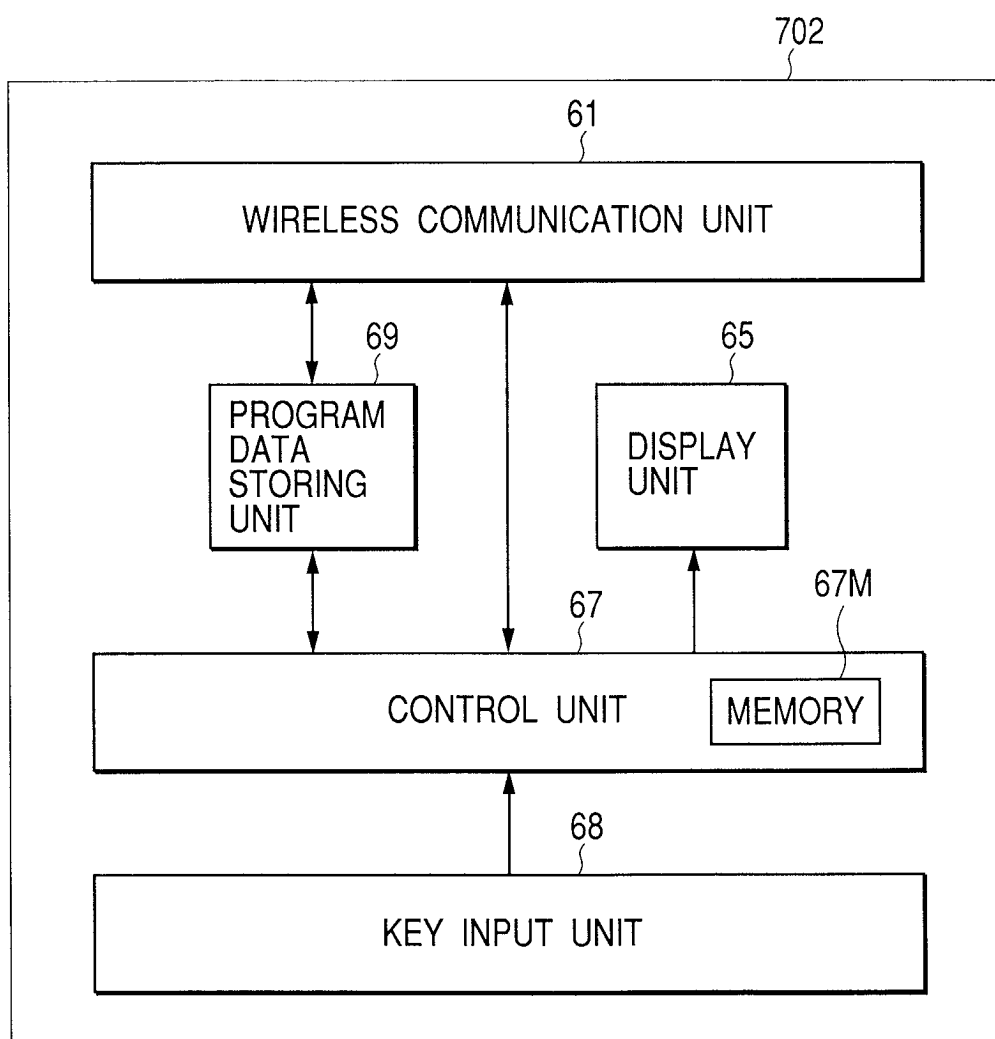 702
61
WIRELESS COMMUNICATION UNIT
69
65
PROGRAM
DATA
STORING
UNIT
DISPLAY
UNIT
67
67M
CONTROL UNIT
MEMORY
68
KEY INPUT UNIT